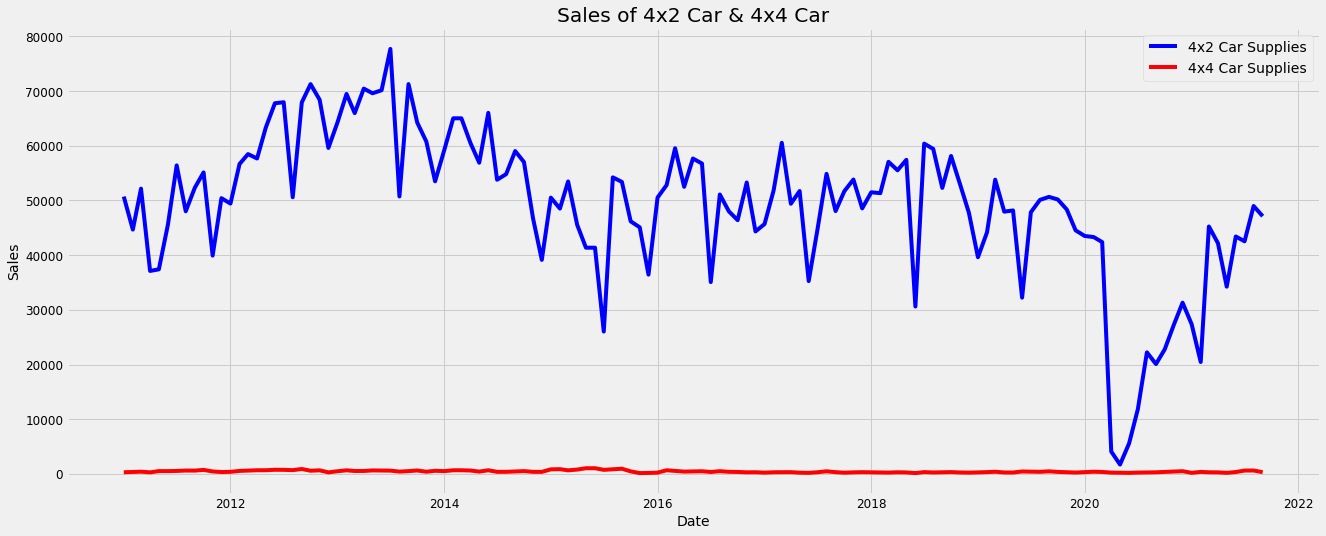 Sales of 4x2 Car & 4x4 Car
4x2 Car Supplies
4x4 Car Supplies
80000
70000
60000
50000
40000
30000
20000
10000
0
Sales
2012 2014 2016 2018 2020 2022
Date